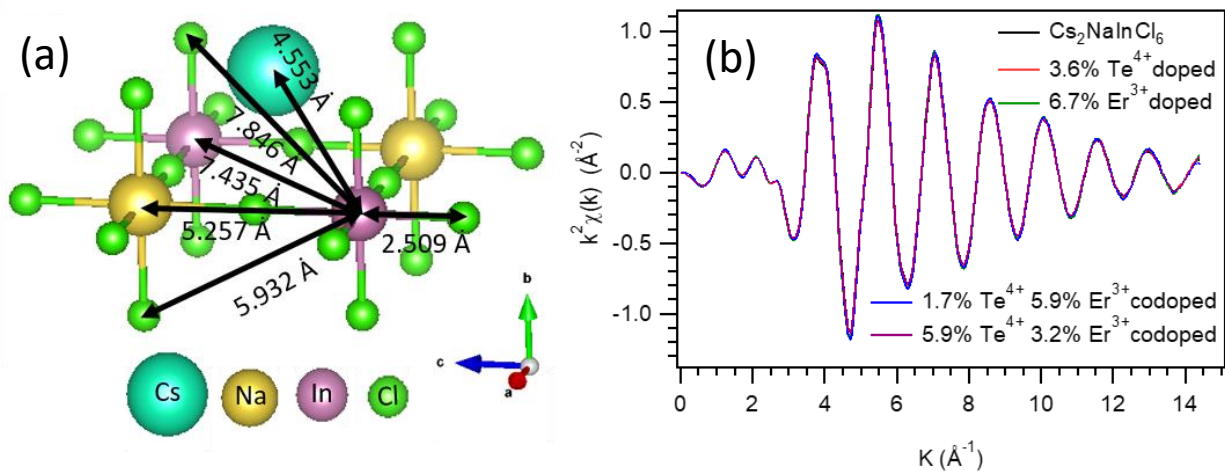 (a)
4.553 Å
7.846 Å
7.435 Å
5.257 Å
2.509 Å
5.932 Å
b
c
a
Cs
Na
In
Cl
(b)
Cs2NaInCl6
3.6% Te4+ doped
6.7% Er3+ doped
1.7% Te4+ 5.9% Er3+ codoped
5.9% Te4+ 3.2% Er3+ codoped
k2χ(k) (Å-2)
1.0
0.5
0.0
-0.5
-1.0
0 2 4 6 8 10 12 14
K (Å-1)